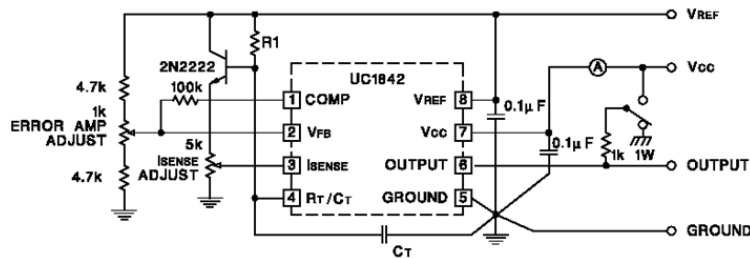 VREF
R1
2N2222
UC1842
A
VCC
4.7k
100k
1 COMP
VREF 8
0.1µ F
1k
ERROR AMP
ADJUST
2 VFB
VCC 7
0.1µ F
5k
ISENSE
ADJUST
3 ISENSE
OUTPUT 6
1k
1W
OUTPUT
4.7k
4 RT/CT
GROUND 5
CT
GROUND